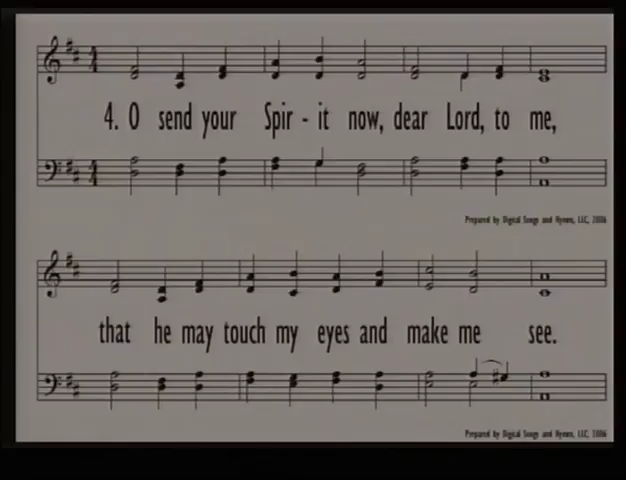 4. O send your Spir - it now, dear Lord, to me,
Prepared by Digital Songs and Hymns, LLC, 2006
that he may touch my eyes and make me see.
Prepared by Digital Songs and Hymns, LLC, 2006